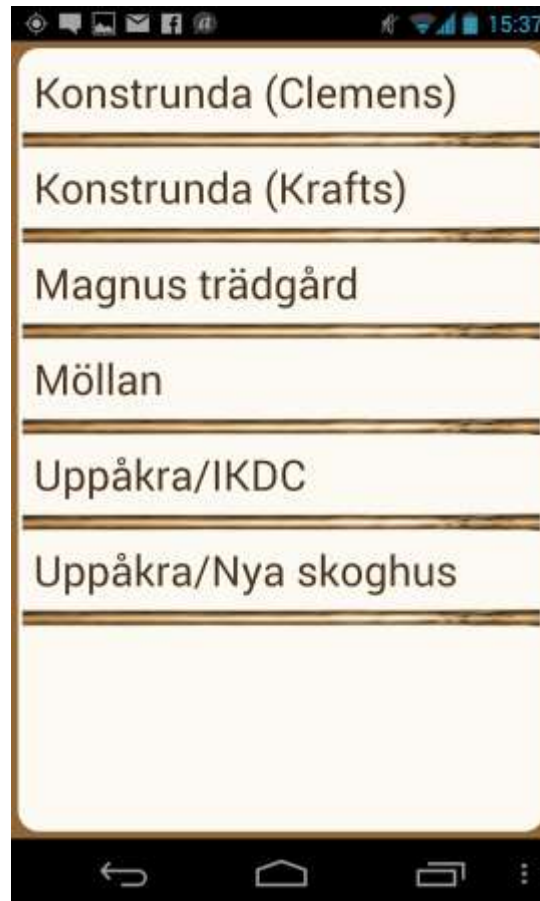 15:37
Konstrunda (Clemens)
Konstrunda (Krafts)
Magnus trädgård
Möllan
Uppåkra/IKDC
Uppåkra/Nya skoghus